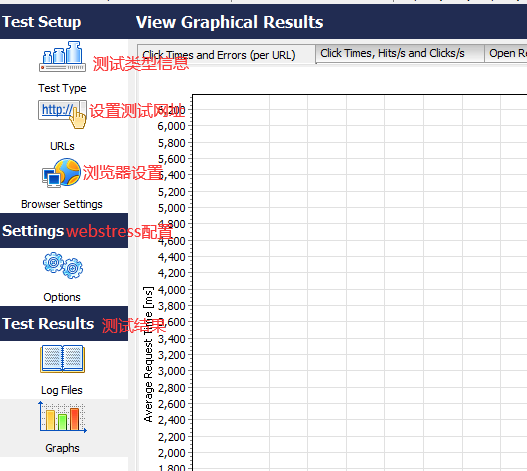 Test Setup
测试类型信息
Test Type
http://
设置测试网址
URLs
浏览器设置
Browser Settings
Settings webstress配置
Options
Test Results 测试结果
Log Files
Graphs
View Graphical Results
Click Times and Errors (per URL)
Click Times, Hits/s and Clicks/s
Open Re
Average Request Time [ms]
6,200
6,000
5,800
5,600
5,400
5,200
5,000
4,800
4,600
4,400
4,200
4,000
3,800
3,600
3,400
3,200
3,000
2,800
2,600
2,400
2,200
2,000
1,800